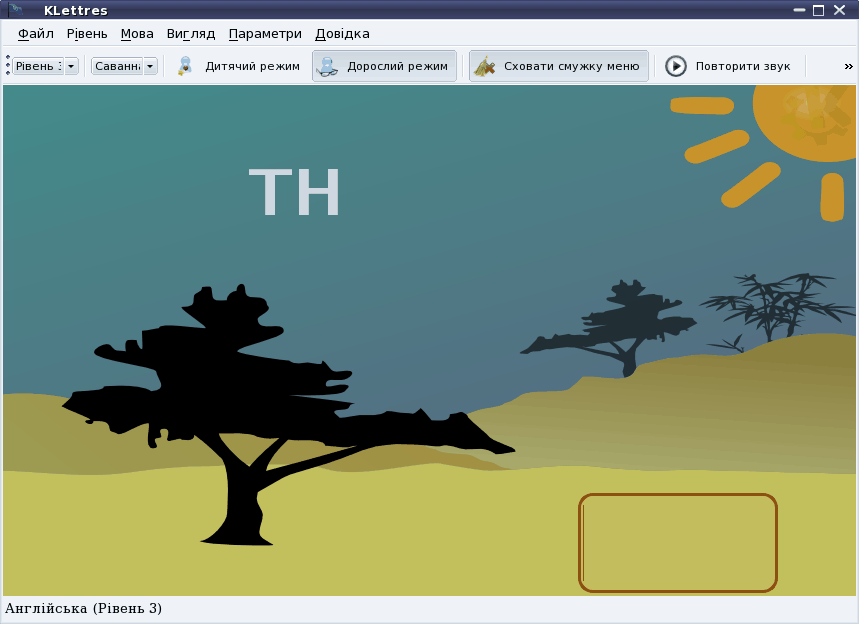 KLettres
Файл Рівень Мова Вигляд Параметри Довідка
Рівень Саванна Дитячий режим Дорослий режим Сховати смужку меню Повторити звук »
TH
Англійська (Рівень 3)